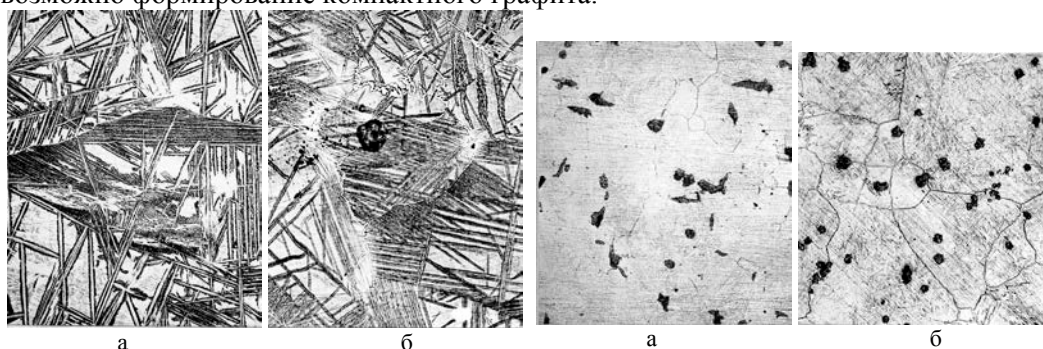 возможно формирование компактного графита.
а
б
а
б